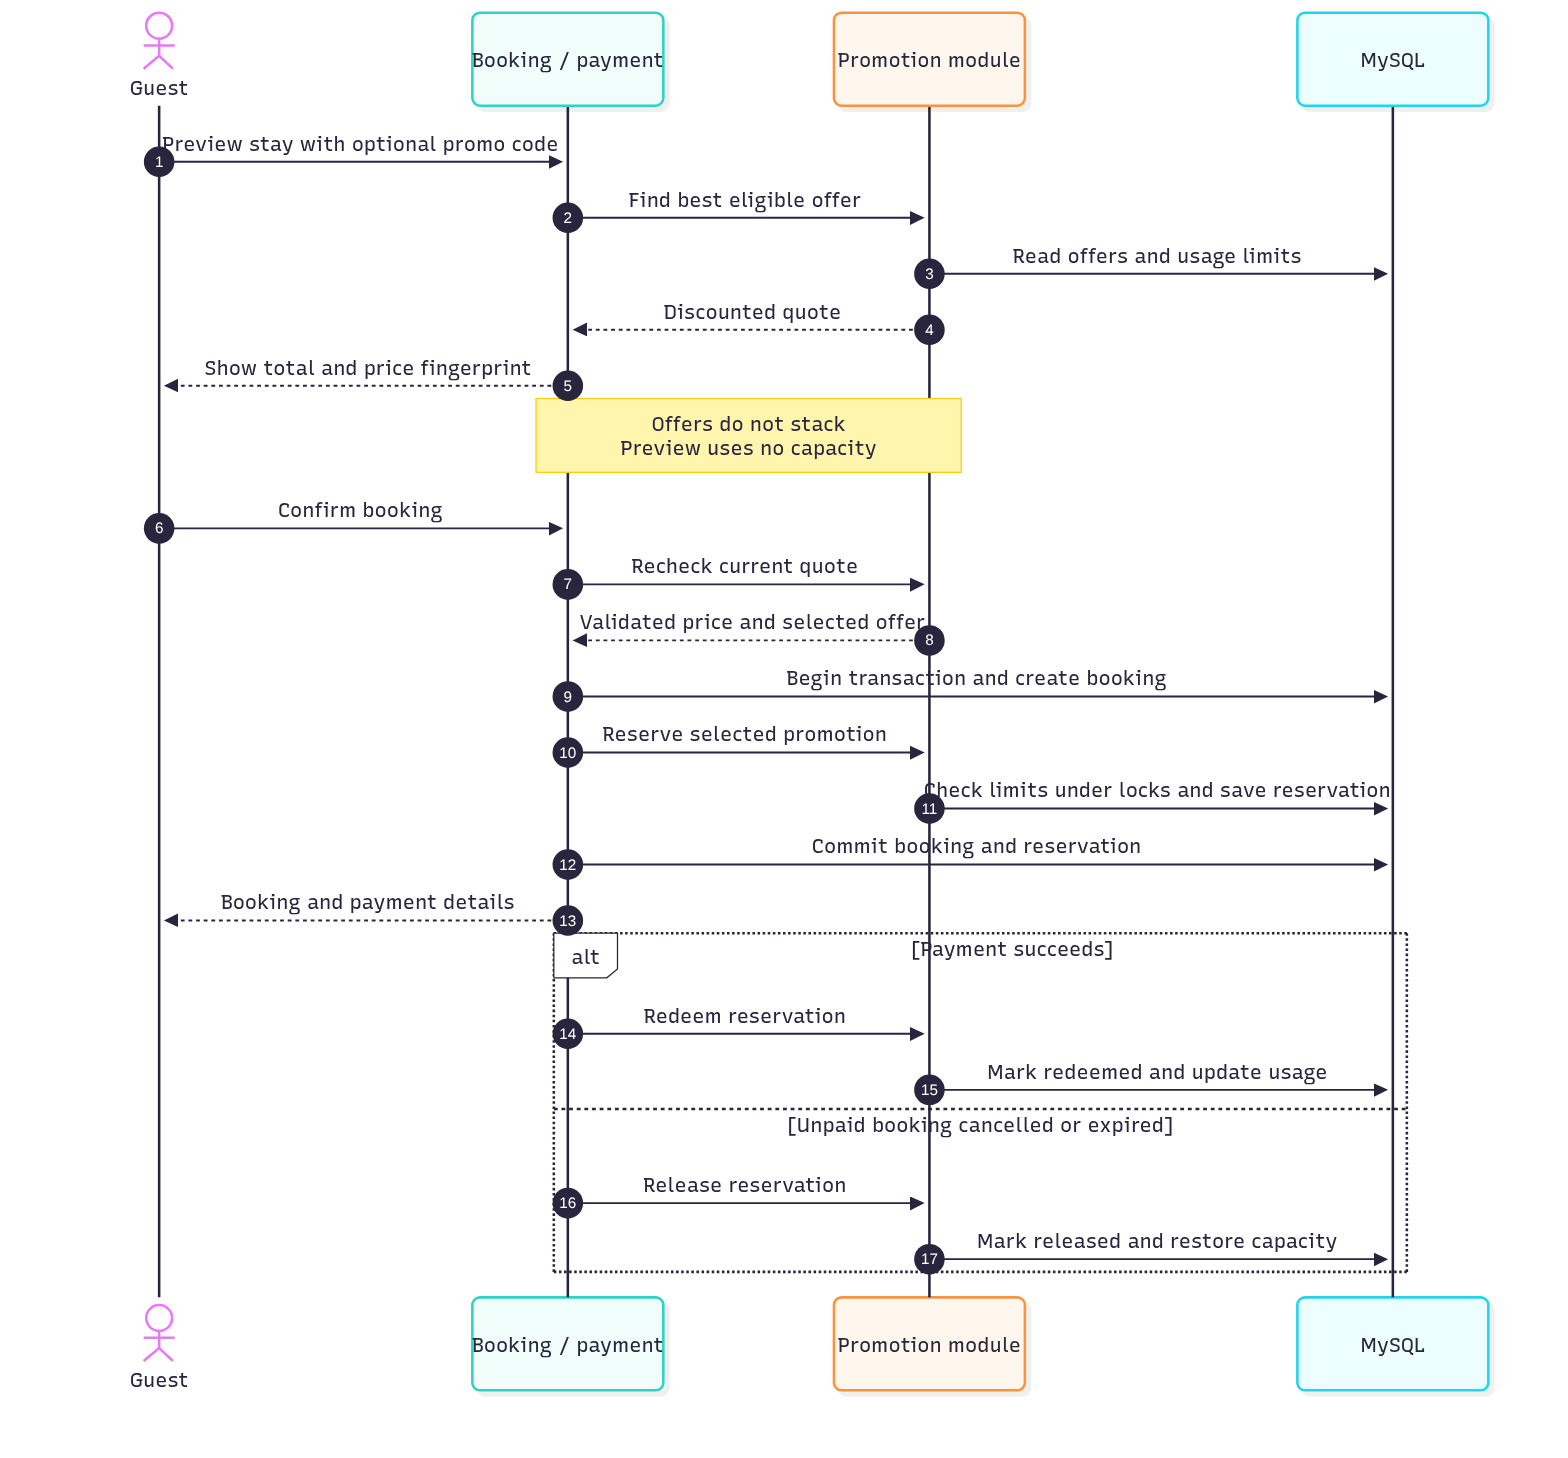 Guest
Booking / payment
Promotion module
MySQL
Preview stay with optional promo code
1
Find best eligible offer
2
Read offers and usage limits
3
Discounted quote
4
Show total and price fingerprint
5
Offers do not stack
Preview uses no capacity
Confirm booking
6
Recheck current quote
7
Validated price and selected offer
8
Begin transaction and create booking
9
Reserve selected promotion
10
Check limits under locks and save reservation
11
Commit booking and reservation
12
Booking and payment details
13
alt
[Payment succeeds]
Redeem reservation
14
Mark redeemed and update usage
15
[Unpaid booking cancelled or expired]
Release reservation
16
Mark released and restore capacity
17
Guest
Booking / payment
Promotion module
MySQL